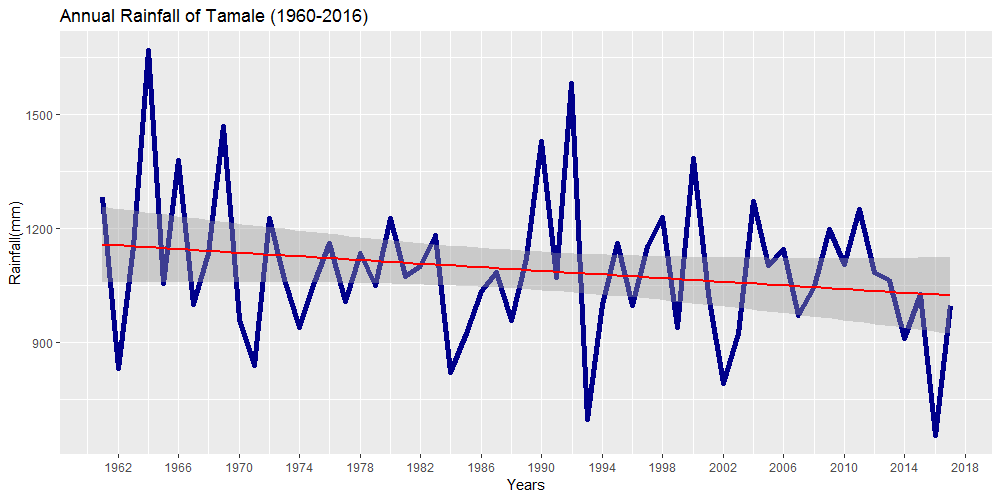 Annual Rainfall of Tamale (1960-2016)
1500
1200
900
Rainfall(mm)
1962 1966 1970 1974 1978 1982 1986 1990 1994 1998 2002 2006 2010 2014 2018
Years